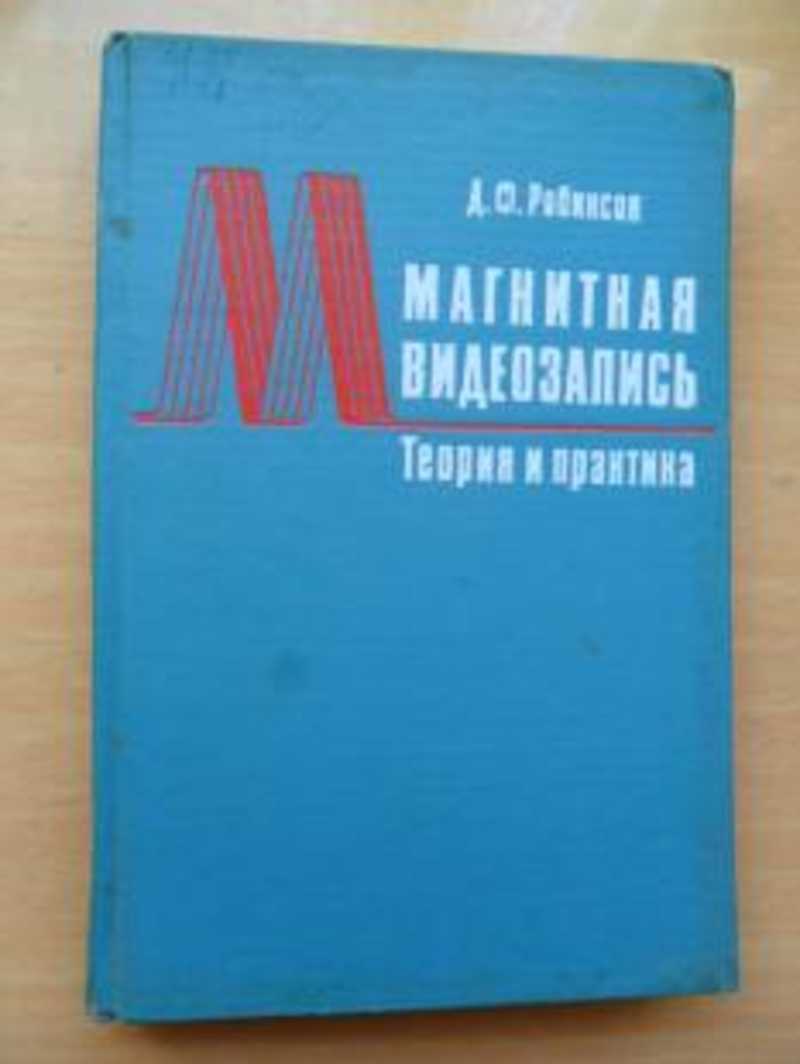 Д. Ф. Робинсон
МАГНИТНАЯ
ВИДЕОЗАПИСЬ
Теория и практика